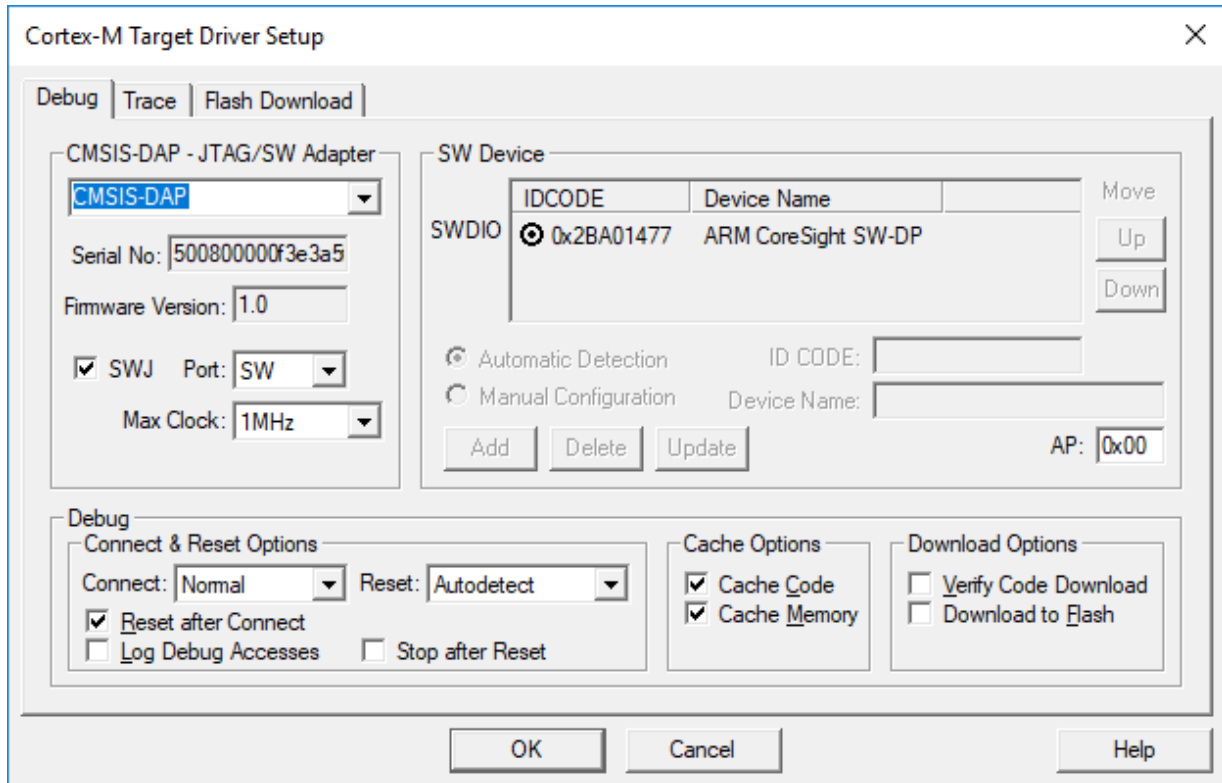 Cortex-M Target Driver Setup
Debug Trace Flash Download
CMSIS-DAP - JTAG/SW Adapter
CMSIS-DAP
Serial No: 500800000f3e3a5
Firmware Version: 1.0
SWJ Port: SW
Max Clock: 1MHz
SW Device
IDCODE Device Name
SWDIO 0x2BA01477 ARM CoreSight SW-DP
Move
Up
Down
Automatic Detection ID CODE:
Manual Configuration Device Name:
Add Delete Update AP: 0x00
Debug
Connect & Reset Options
Connect: Normal Reset: Autodetect
Reset after Connect
Log Debug Accesses Stop after Reset
Cache Options
Cache Code
Cache Memory
Download Options
Verify Code Download
Download to Flash
OK Cancel Help